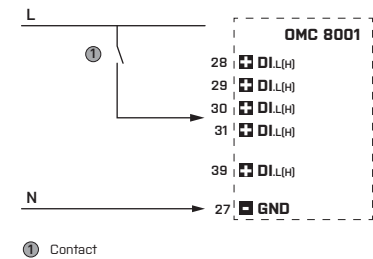 L
OMC 8001
1
28 + DI.L(H)
29 + DI.L(H)
30 + DI.L(H)
31 + DI.L(H)
39 + DI.L(H)
N
27 - GND
1 Contact